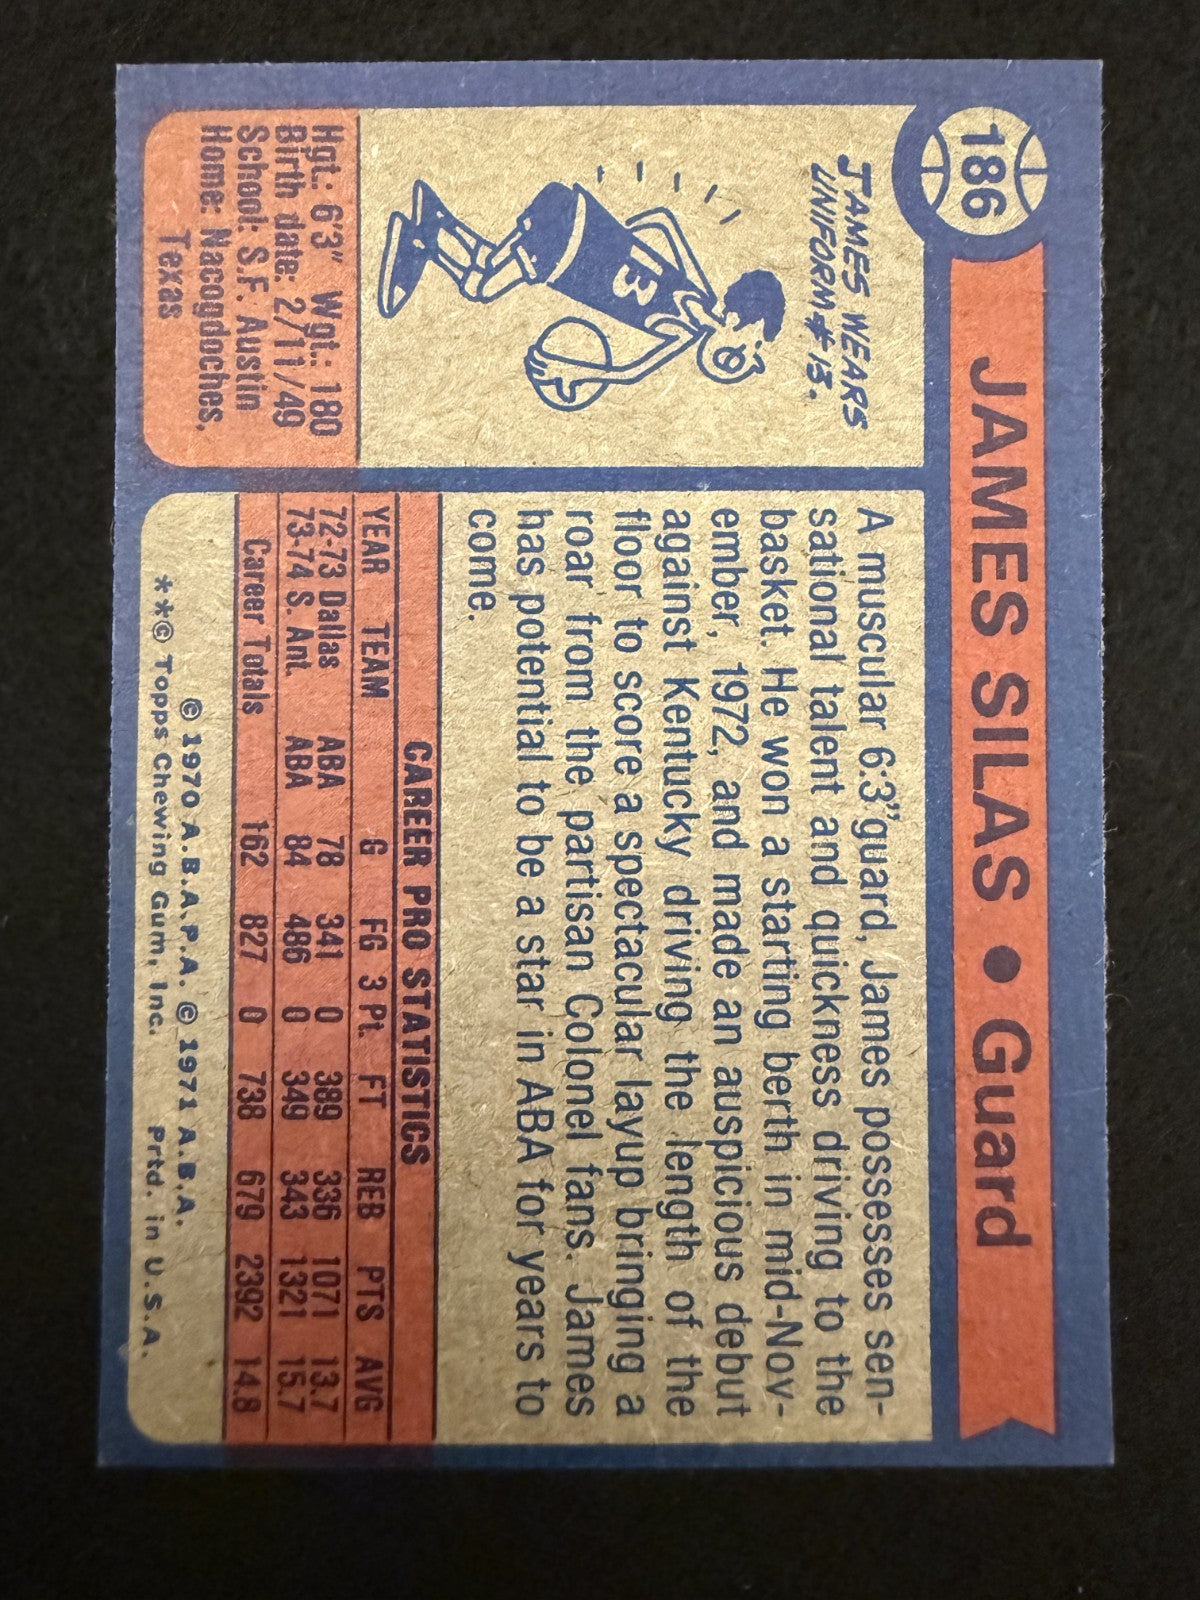 186
JAMES SILAS • Guard
JAMES WEARS
UNIFORM # 13.
13
Hgt.: 6'3" Wgt.: 180
Birth date: 2/11/49
School: S.F. Austin
Home: Nacogdoches,
Texas
A muscular 6:3" guard, James possesses sen-
sational talent and quickness driving to the
basket. He won a starting berth in mid-Nov-
ember, 1972, and made an auspicious debut
against Kentucky driving the length of the
floor to score a spectacular layup bringing a
roar from the partisan Colonel fans. James
has potential to be a star in ABA for years to
come.
CAREER PRO STATISTICS
YEAR TEAM G FG 3 Pt. FT REB PTS AVG
72-73 Dallas ABA 78 341 0 389 336 1071 13.7
73-74 S. Ant. ABA 84 486 0 349 343 1321 15.7
Career Totals 162 827 0 738 679 2392 14.8
© 1970 A.B.A.P.A. © 1971 A.B.A.
**© Topps Chewing Gum, Inc. Prtd. in U.S.A.